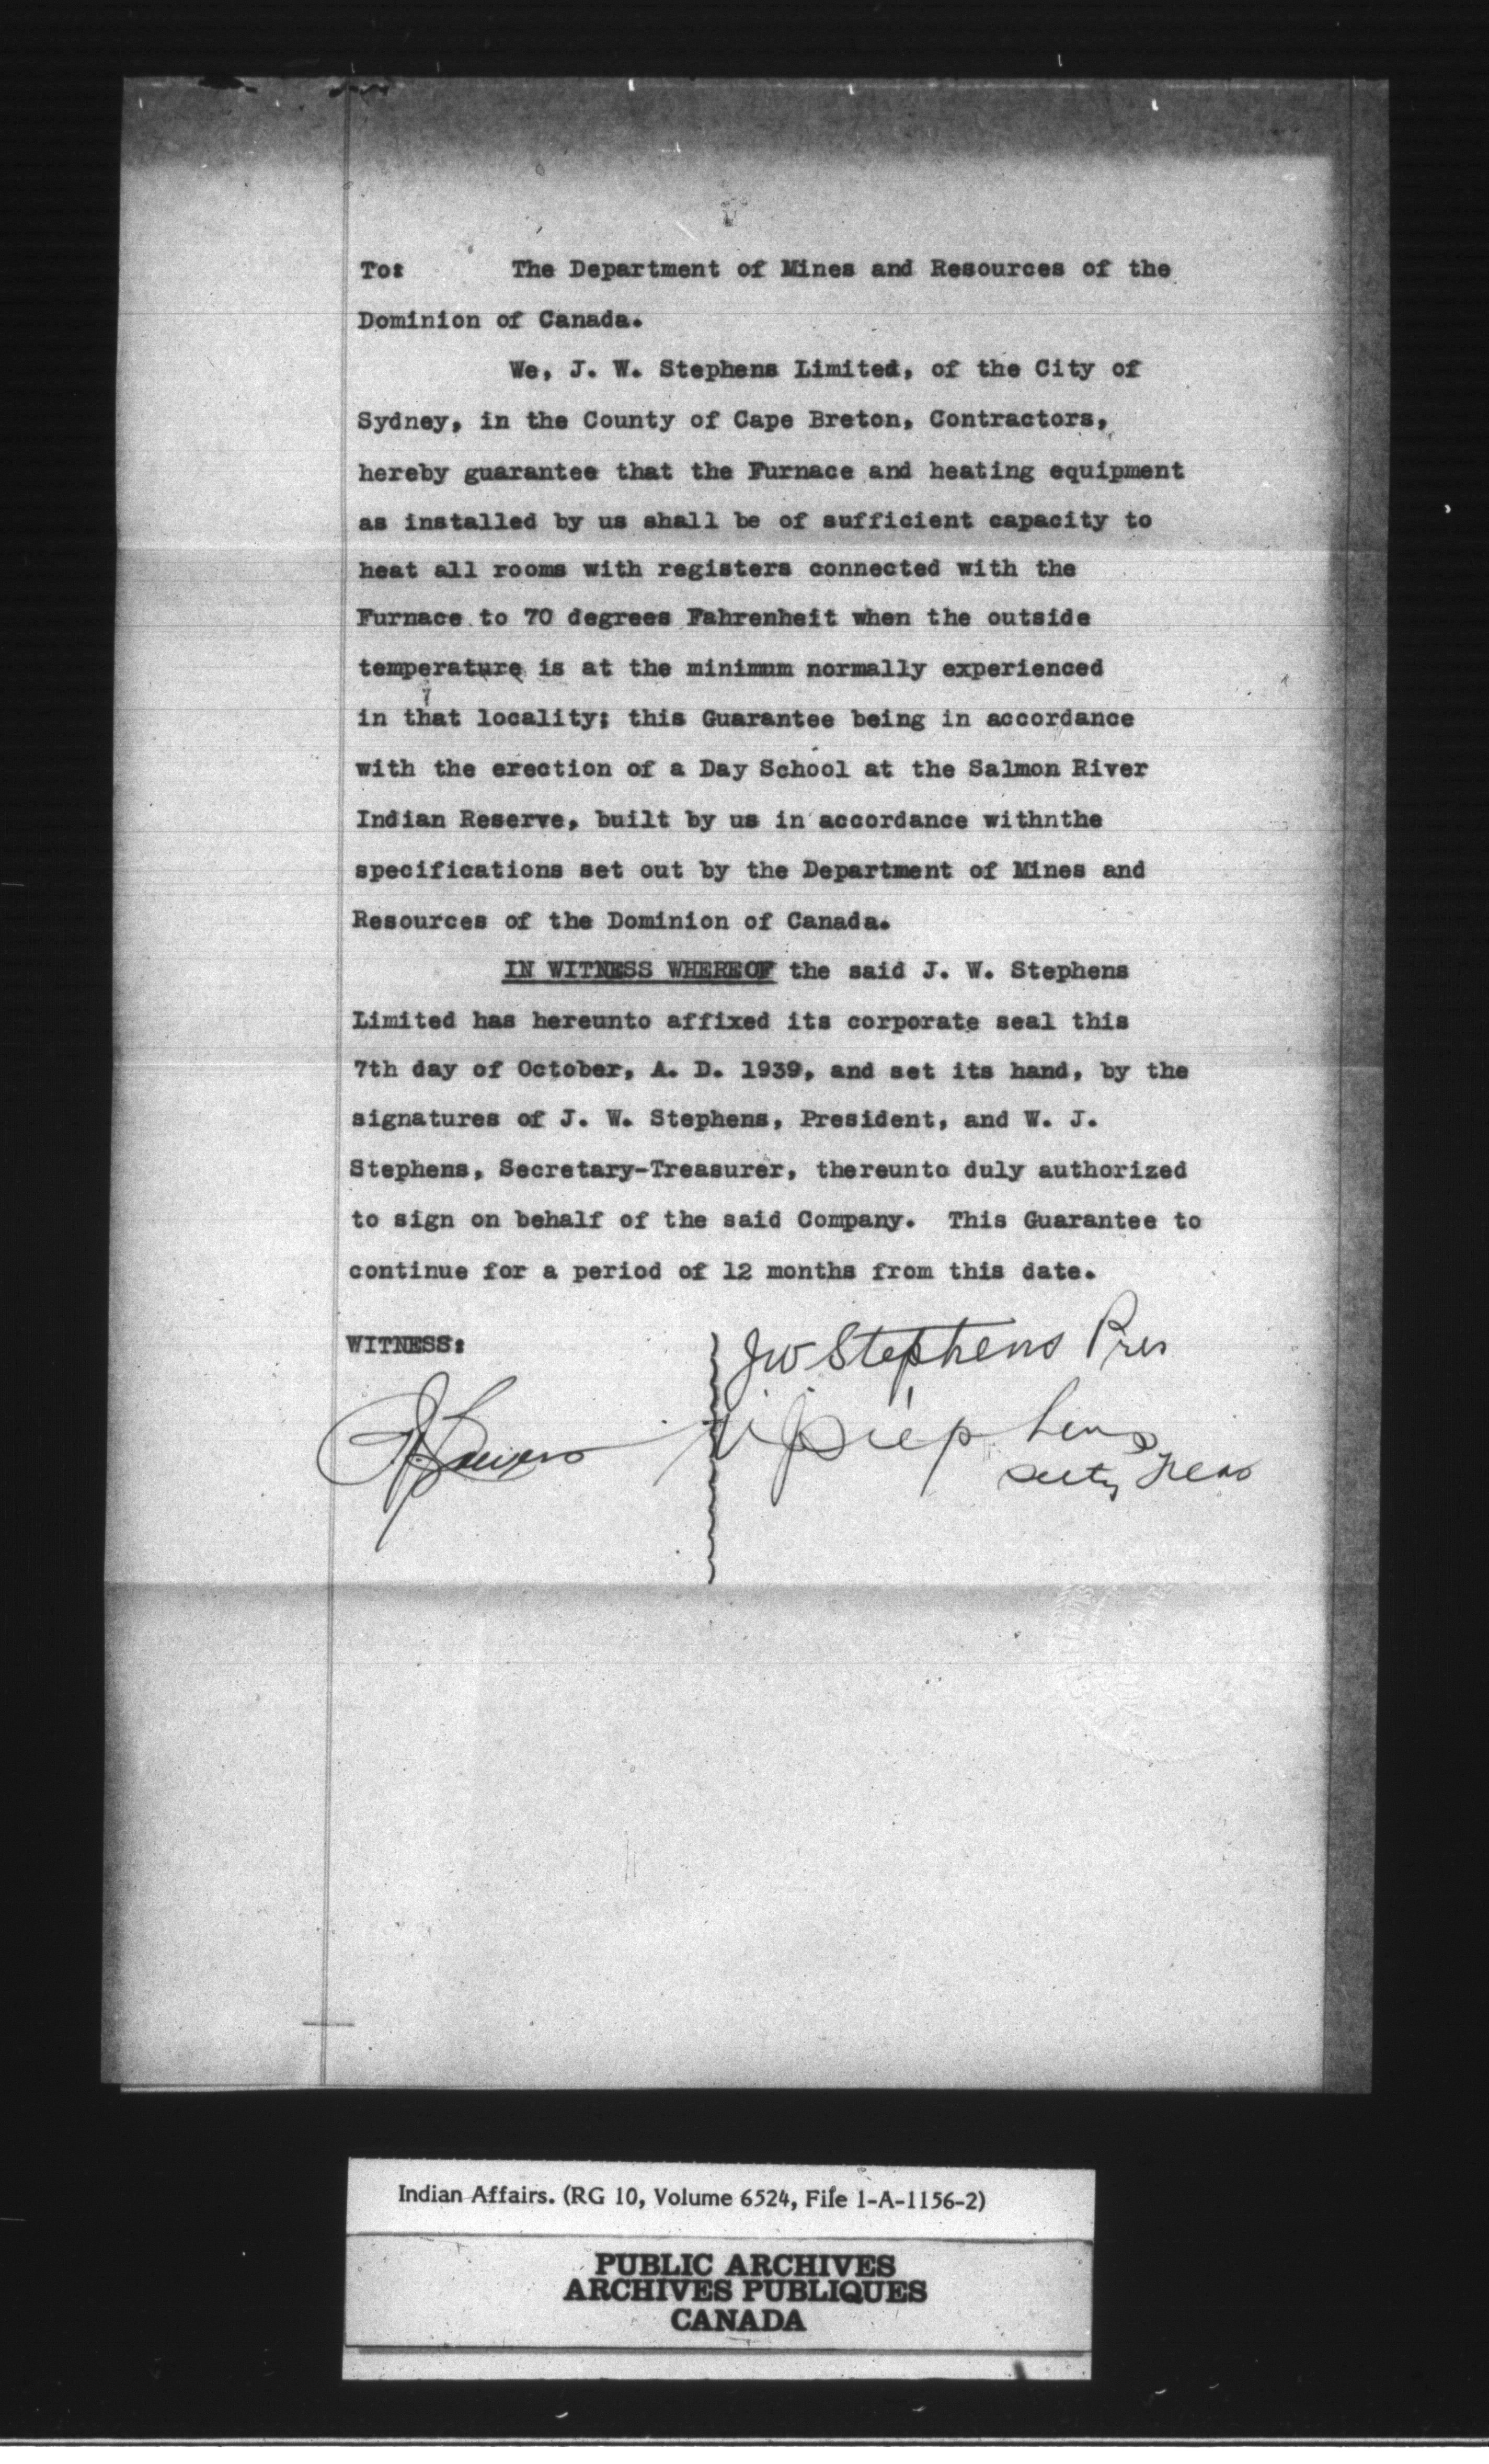 To: The Department of Mines and Resources of the
Dominion of Canada.
We, J. W. Stephens Limited, of the City of
Sydney, in the County of Cape Breton, Contractors,
hereby guarantee that the Furnace and heating equipment
as installed by us shall be of sufficient capacity to
heat all rooms with registers connected with the
Furnace to 70 degrees Fahrenheit when the outside
temperature is at the minimum normally experienced
in that locality; this Guarantee being in accordance
with the erection of a Day School at the Salmon River
Indian Reserve, built by us in accordance withnthe
specifications set out by the Department of Mines and
Resources of the Dominion of Canada.
IN WITNESS WHEREOF the said J. W. Stephens
Limited has hereunto affixed its corporate seal this
7th day of October, A. D. 1939, and set its hand, by the
signatures of J. W. Stephens, President, and W. J.
Stephens, Secretary-Treasurer, thereunto duly authorized
to sign on behalf of the said Company. This Guarantee to
continue for a period of 12 months from this date.
WITNESS:
JW Stephens Pres
W J Stephens
Secty Treas
Indian Affairs. (RG 10, Volume 6524, File 1-A-1156-2)
PUBLIC ARCHIVES
ARCHIVES PUBLIQUES
CANADA